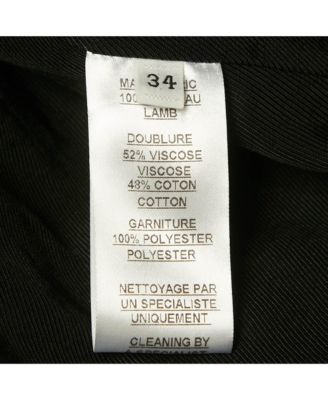 34
LAMB
DOUBLURE
52% VISCOSE
VISCOSE
48% COTON
COTTON
GARNITURE
100% POLYESTER
POLYESTER
NETTOYAGE PAR
UN SPECIALISTE
UNIQUEMENT
CLEANING BY
A SPECIALIST